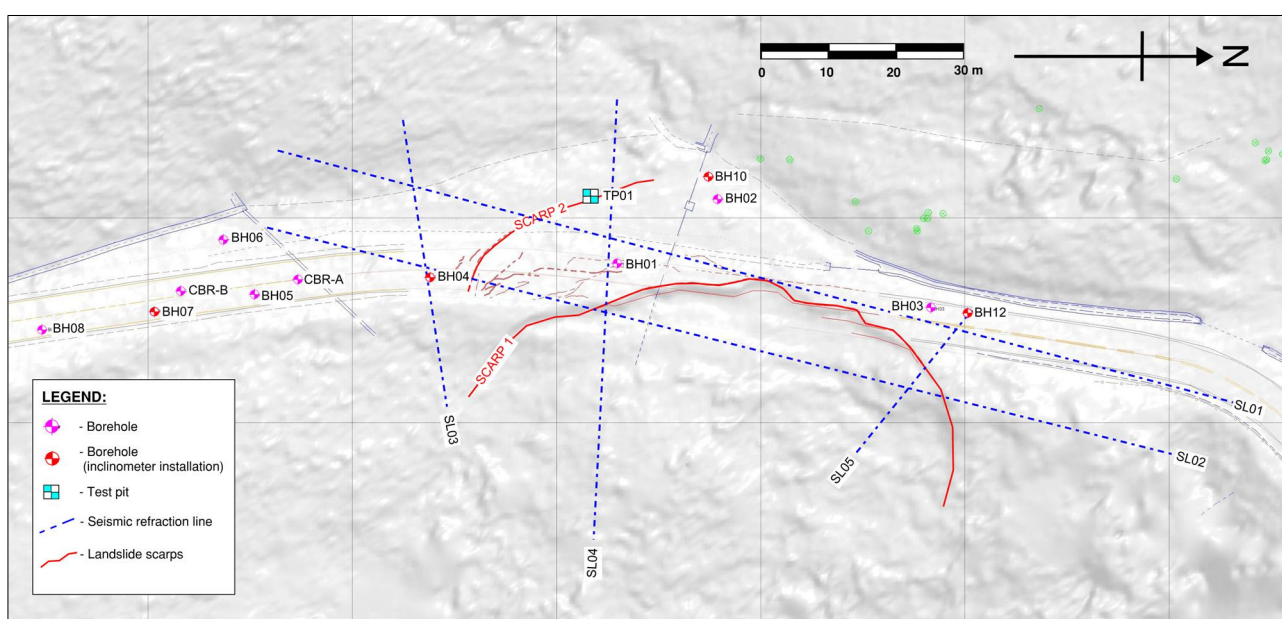 0 10 20 30 m
N
BH10
BH02
TP01
SCARP 2
BH06
BH01
BH04
CBR-A
CBR-B
BH05
BH07
BH08
BH03
BH12
SCARP 1
SL01
SL02
SL03
SL05
SL04
LEGEND:
- Borehole
- Borehole
(inclinometer installation)
- Test pit
- Seismic refraction line
- Landslide scarps